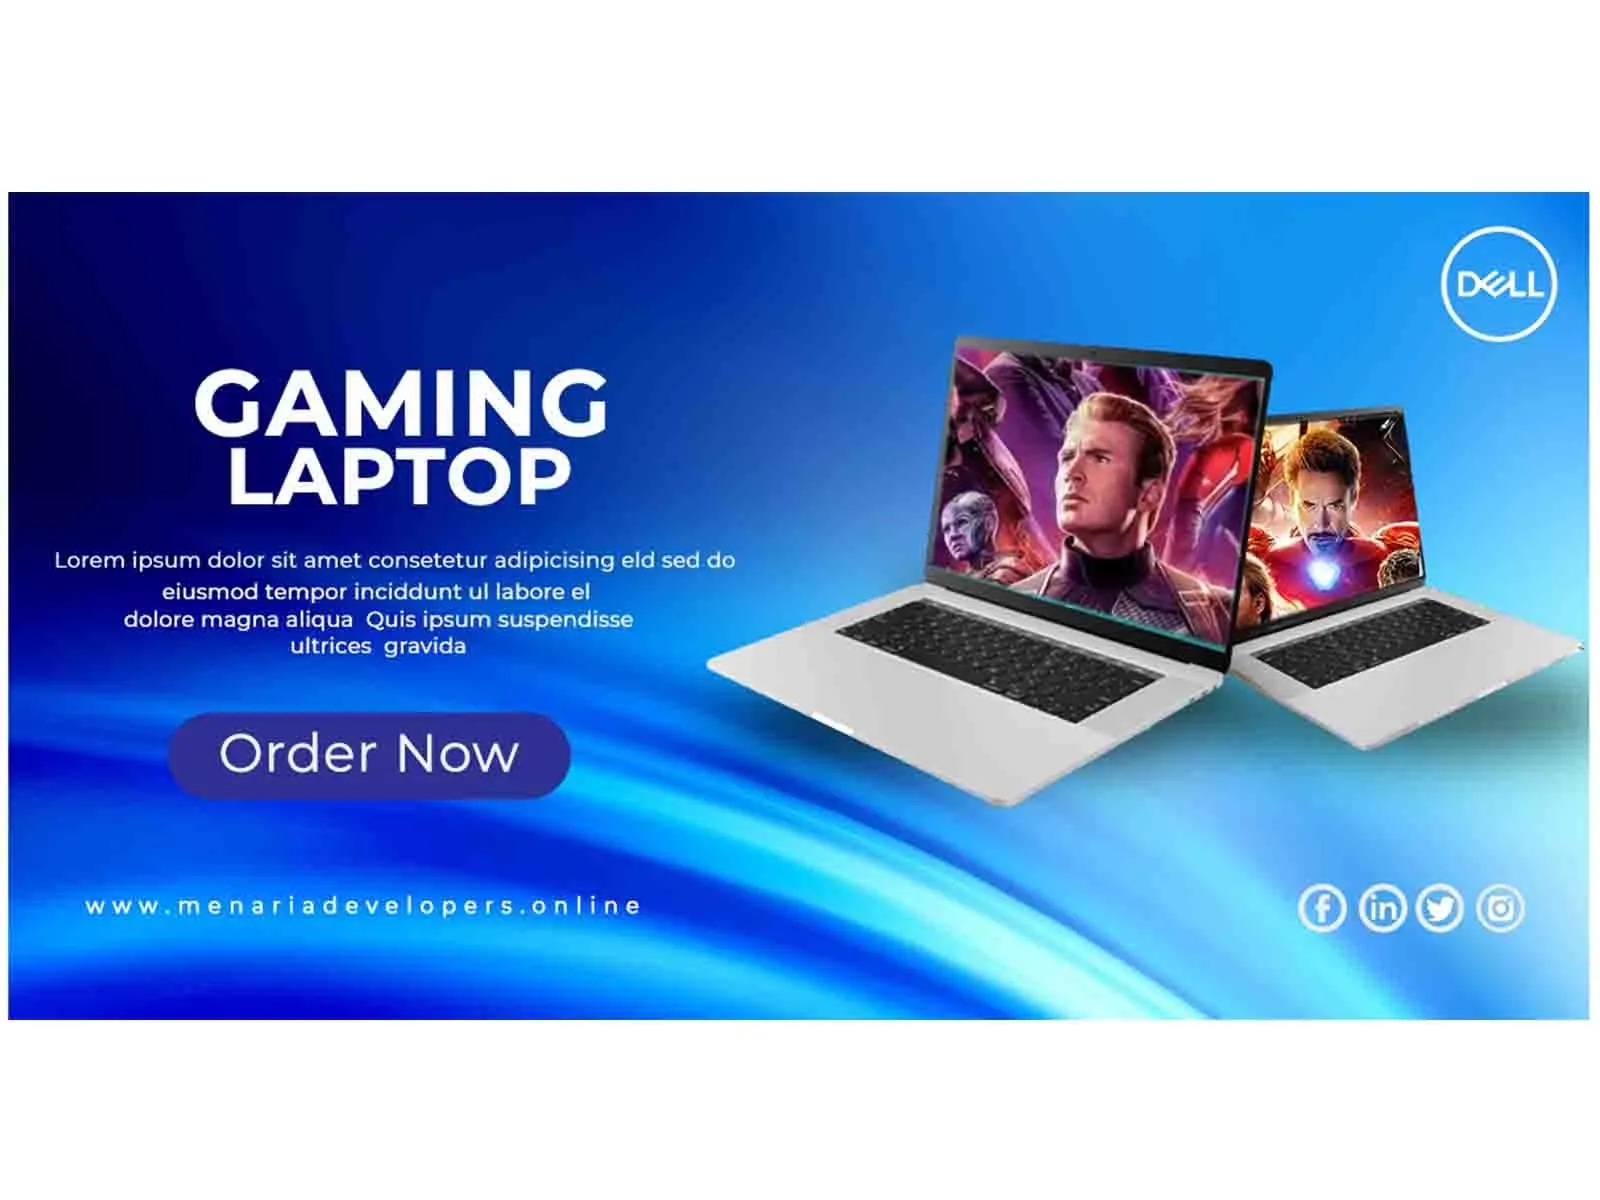 DELL
GAMING
LAPTOP
Lorem ipsum dolor sit amet consetetur adipicising eld sed do
eiusmod tempor inciddunt ul labore el
dolore magna aliqua Quis ipsum suspendisse
ultrices gravida
Order Now
www.menariadevelopers.online